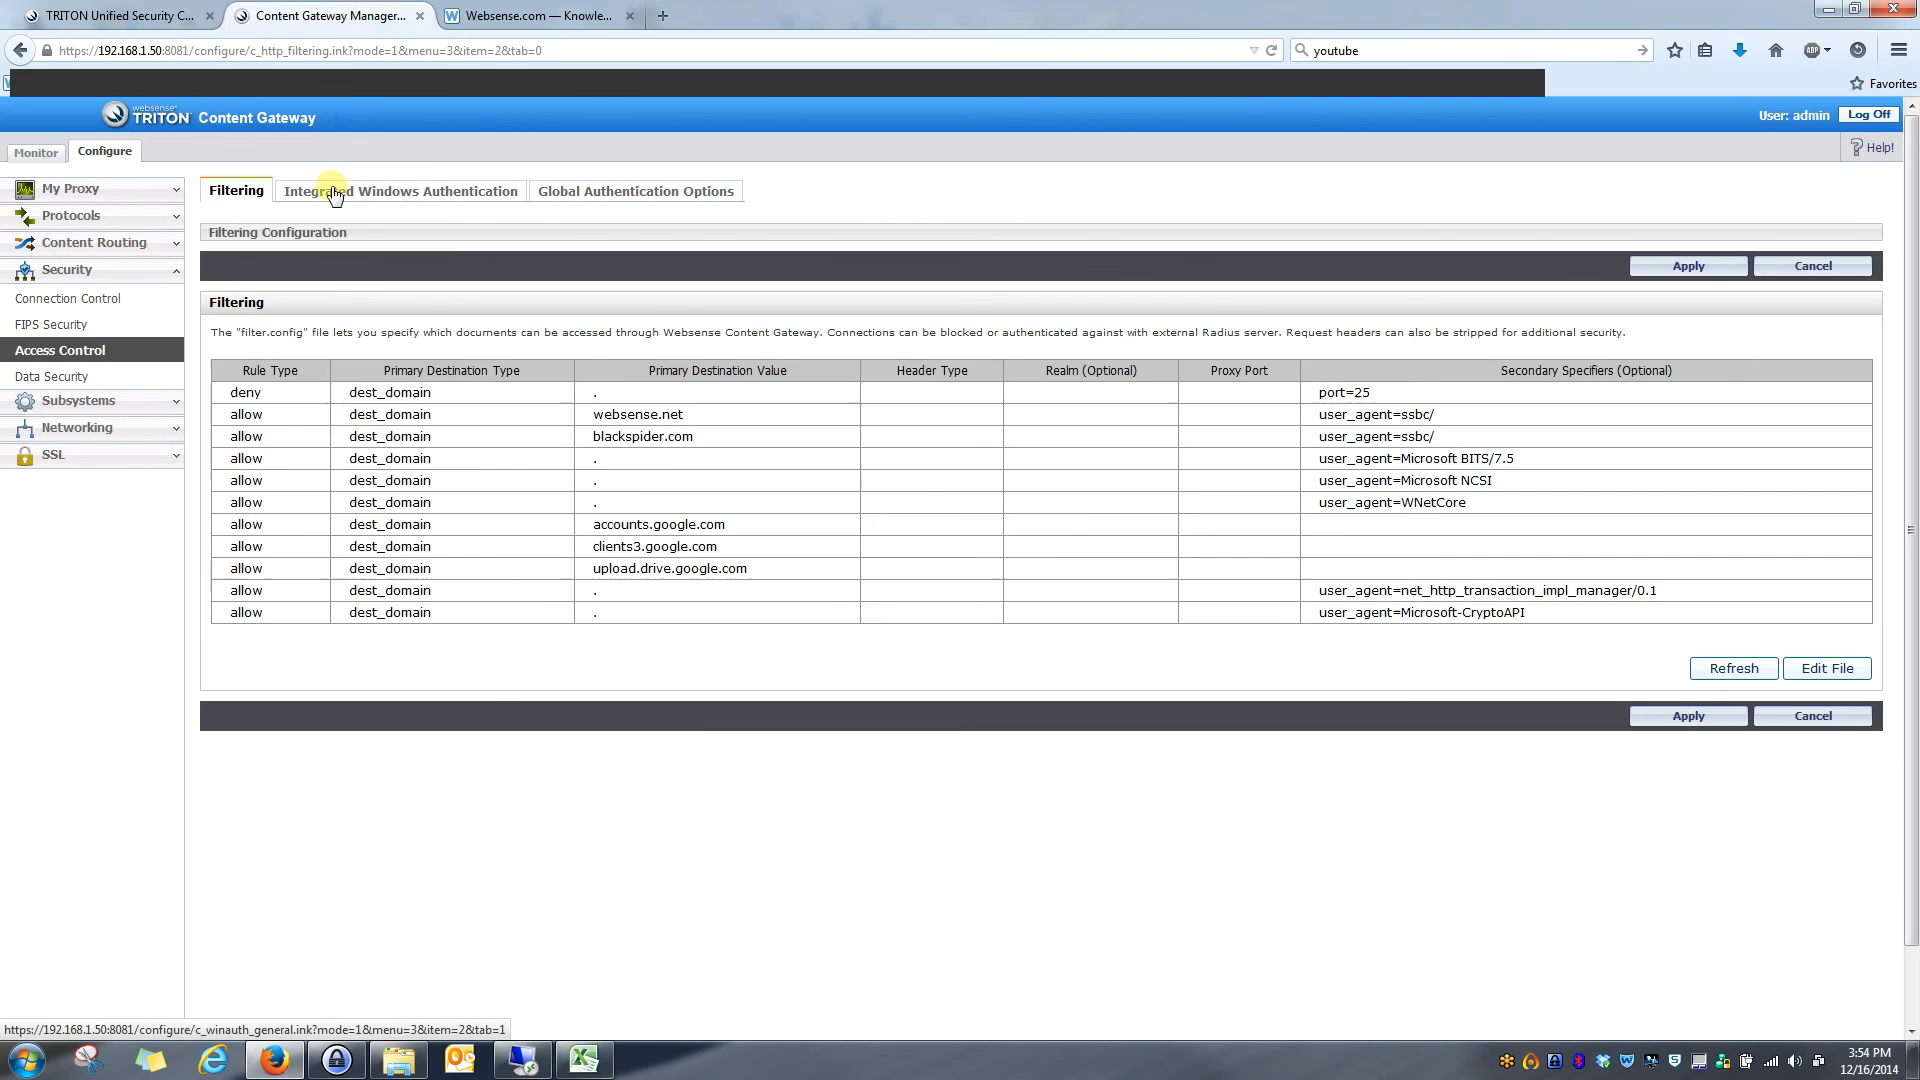 TRITON Unified Security C...
Content Gateway Manager...
Websense.com — Knowle...
https://192.168.1.50:8081/configure/c_http_filtering.ink?mode=1&menu=3&item=2&tab=0
youtube
ABP
Favorites
websense®
TRITON Content Gateway
User: admin
Log Off
Monitor
Configure
Help!
My Proxy
Protocols
Content Routing
Security
Connection Control
FIPS Security
Access Control
Data Security
Subsystems
Networking
SSL
Filtering
Integrated Windows Authentication
Global Authentication Options
Filtering Configuration
Apply
Cancel
Filtering
The "filter.config" file lets you specify which documents can be accessed through Websense Content Gateway. Connections can be blocked or authenticated against with external Radius server. Request headers can also be stripped for additional security.
Rule Type Primary Destination Type Primary Destination Value Header Type Realm (Optional) Proxy Port Secondary Specifiers (Optional)
deny dest_domain . port=25
allow dest_domain websense.net user_agent=ssbc/
allow dest_domain blackspider.com user_agent=ssbc/
allow dest_domain . user_agent=Microsoft BITS/7.5
allow dest_domain . user_agent=Microsoft NCSI
allow dest_domain . user_agent=WNetCore
allow dest_domain accounts.google.com
allow dest_domain clients3.google.com
allow dest_domain upload.drive.google.com
allow dest_domain . user_agent=net_http_transaction_impl_manager/0.1
allow dest_domain . user_agent=Microsoft-CryptoAPI
Refresh
Edit File
Apply
Cancel
https://192.168.1.50:8081/configure/c_winauth_general.ink?mode=1&menu=3&item=2&tab=1
3:54 PM
12/16/2014